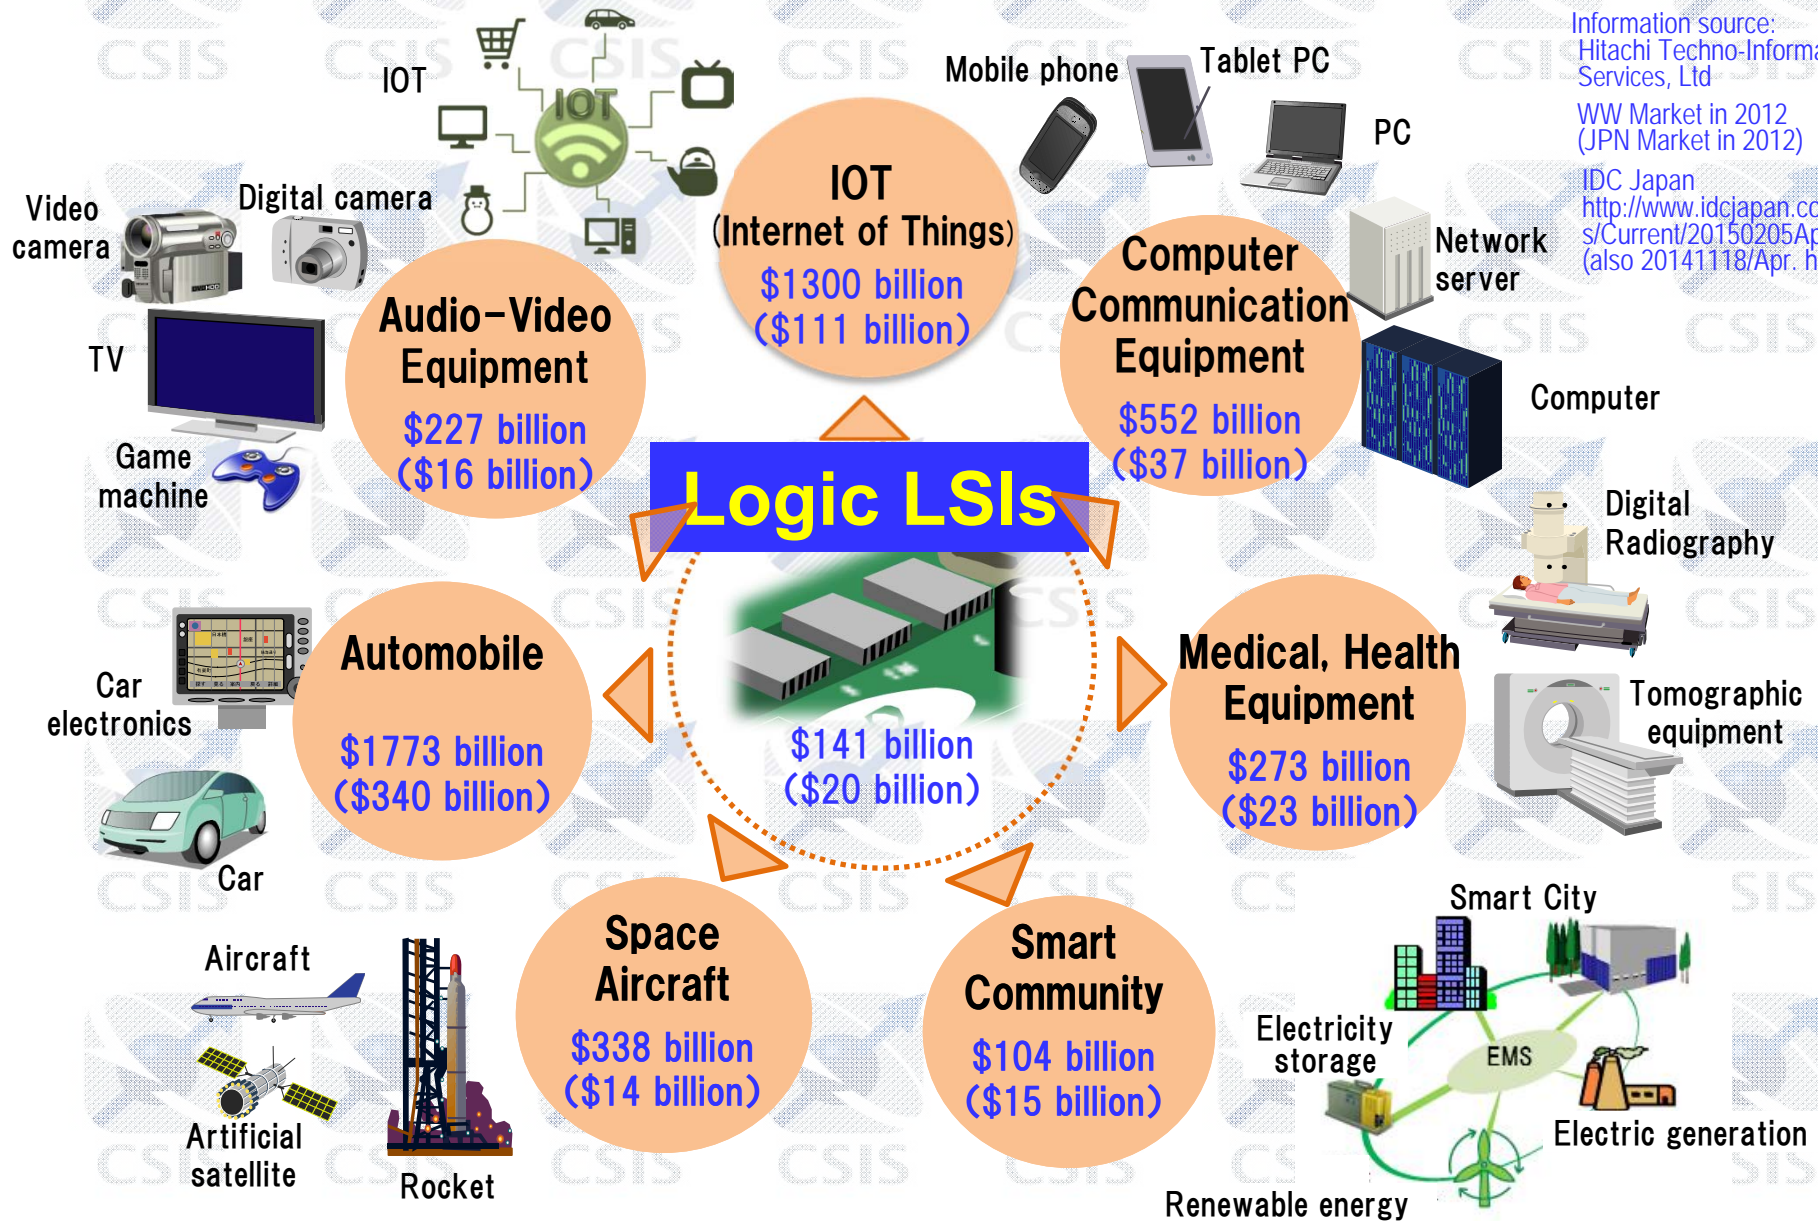 IOT
IOT
Mobile phone
Tablet PC
PC
Information source:
Hitachi Techno-Informa
Services, Ltd
WW Market in 2012
(JPN Market in 2012)
IDC Japan
http://www.idcjapan.co
s/Current/20150205Ap
(also 20141118/Apr. h
Video
camera
Digital camera
TV
Game
machine
Audio-Video
Equipment
$227 billion
($16 billion)
IOT
(Internet of Things)
$1300 billion
($111 billion)
Computer
Communication
Equipment
$552 billion
($37 billion)
Network
server
Computer
Logic LSIs
$141 billion
($20 billion)
Digital
Radiography
Car
electronics
Car
Automobile
$1773 billion
($340 billion)
Medical, Health
Equipment
$273 billion
($23 billion)
Tomographic
equipment
Aircraft
Artificial
satellite
Rocket
Space
Aircraft
$338 billion
($14 billion)
Smart
Community
$104 billion
($15 billion)
Smart City
Electricity
storage
EMS
Electric generation
Renewable energy
CSIS